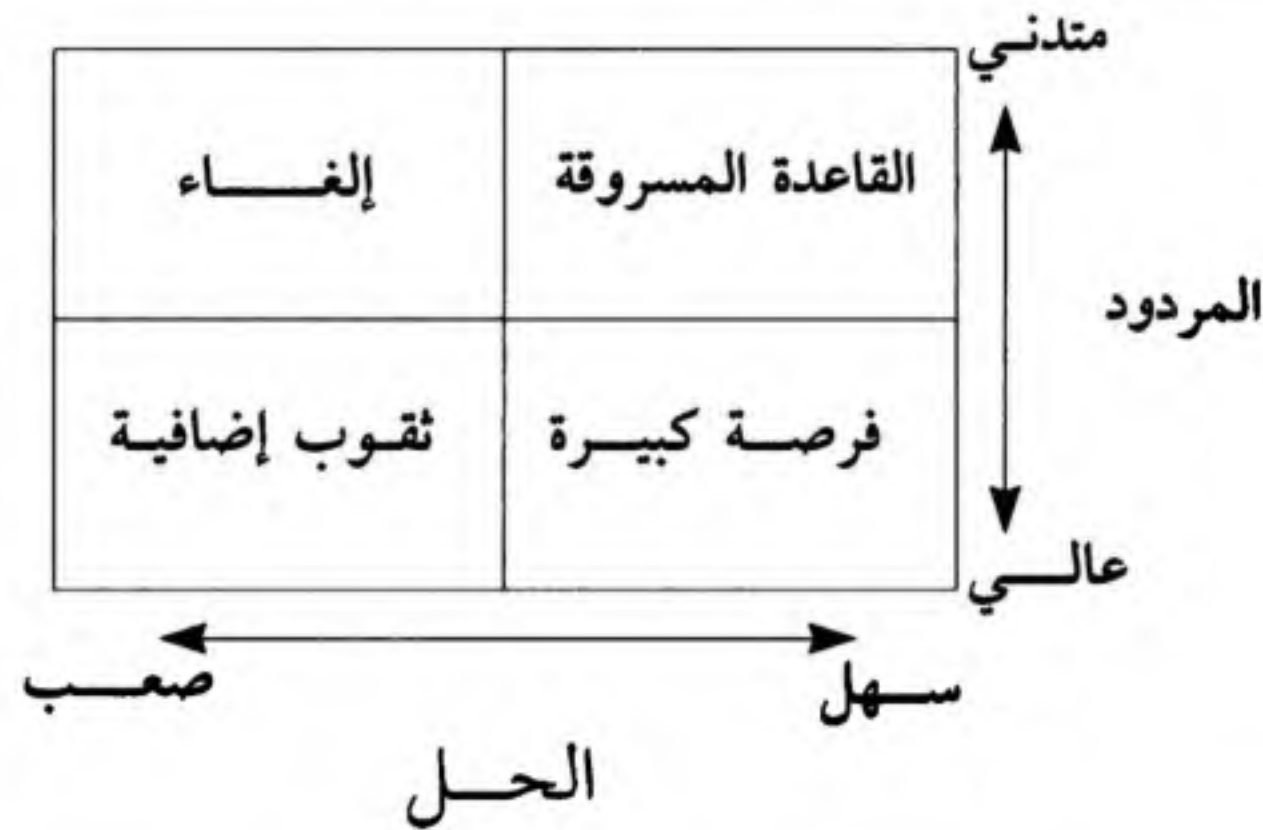 متدني
القاعدة المسروقة
إلغاء
المردود
فرصة كبيرة
ثقوب إضافية
عالي
سهل
صعب
الحل